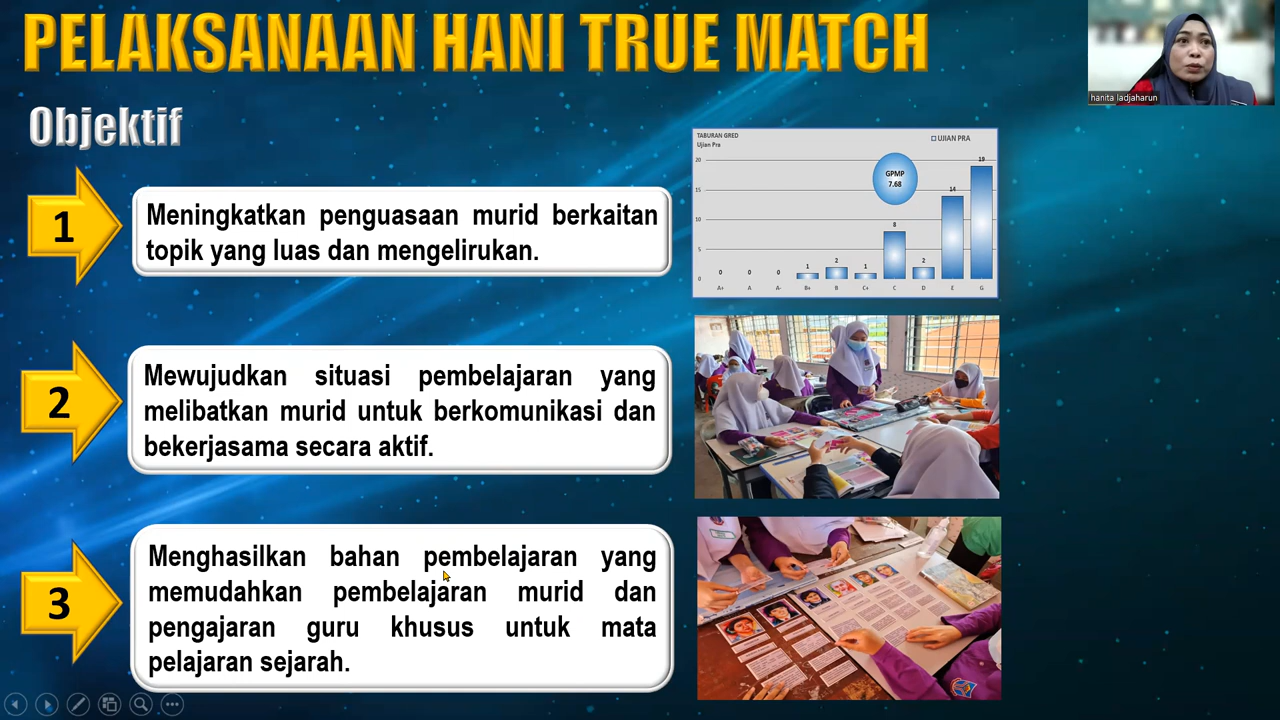 PELAKSANAAN HANI TRUE MATCH
hanita ladjaharun
Objektif
1
Meningkatkan penguasaan murid berkaitan
topik yang luas dan mengelirukan.
TABURAN GRED
Ujian Pra
UJIAN PRA
GPMP
7.68
20
15
10
5
0
0 0 0 1 2 1 8 2 14 19
A+ A A- B+ B C+ C D E G
2
Mewujudkan situasi pembelajaran yang
melibatkan murid untuk berkomunikasi dan
bekerjasama secara aktif.
3
Menghasilkan bahan pembelajaran yang
memudahkan pembelajaran murid dan
pengajaran guru khusus untuk mata
pelajaran sejarah.